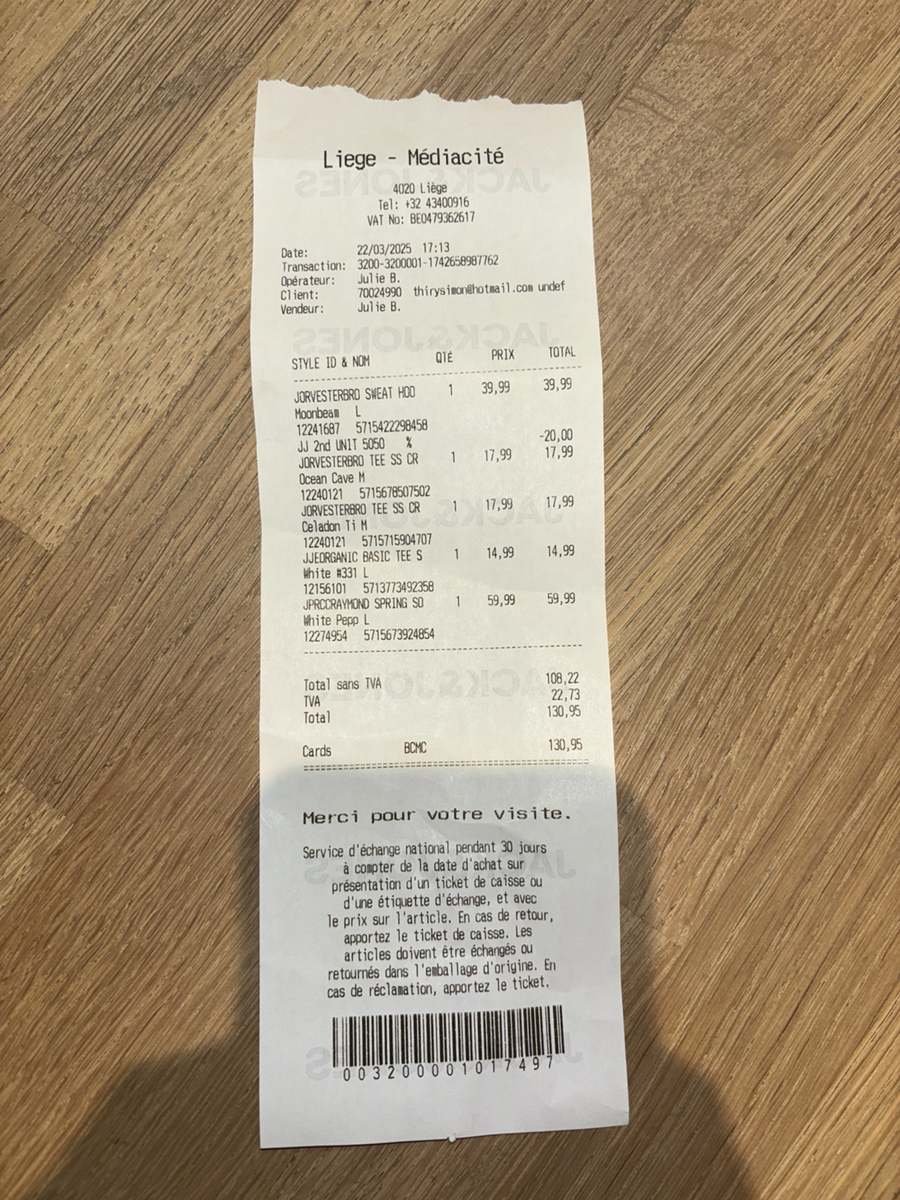 Liege - Médiacité
4020 Liège
Tel: +32 43400916
VAT No: BE0479362617
Date: 22/03/2025 17:13
Transaction: 3200-3200001-1742658987762
Opérateur: Julie B.
Client: 70024990 thirysimon@hotmail.com undef
Vendeur: Julie B.
STYLE ID & NOM QTÉ PRIX TOTAL
JORVESTERBRO SWEAT HOO 1 39,99 39,99
Moonbeam L
12241687 5715422298458
JJ 2nd UNIT 5050 % -20,00
JORVESTERBRO TEE SS CR 1 17,99 17,99
Ocean Cave M
12240121 5715678507502
JORVESTERBRO TEE SS CR 1 17,99 17,99
Celadon Ti M
12240121 5715715904707
JJEORGANIC BASIC TEE S 1 14,99 14,99
White #331 L
12156101 5713773492358
JPRCCRAYMOND SPRING SO 1 59,99 59,99
White Pepp L
12274954 5715673924854
Total sans TVA 108,22
TVA 22,73
Total 130,95
Cards BCMC 130,95
Merci pour votre visite.
Service d'échange national pendant 30 jours
à compter de la date d'achat sur
présentation d'un ticket de caisse ou
d'une étiquette d'échange, et avec
le prix sur l'article. En cas de retour,
apportez le ticket de caisse. Les
articles doivent être échangés ou
retournés dans l'emballage d'origine. En
cas de réclamation, apportez le ticket.
003200001017497